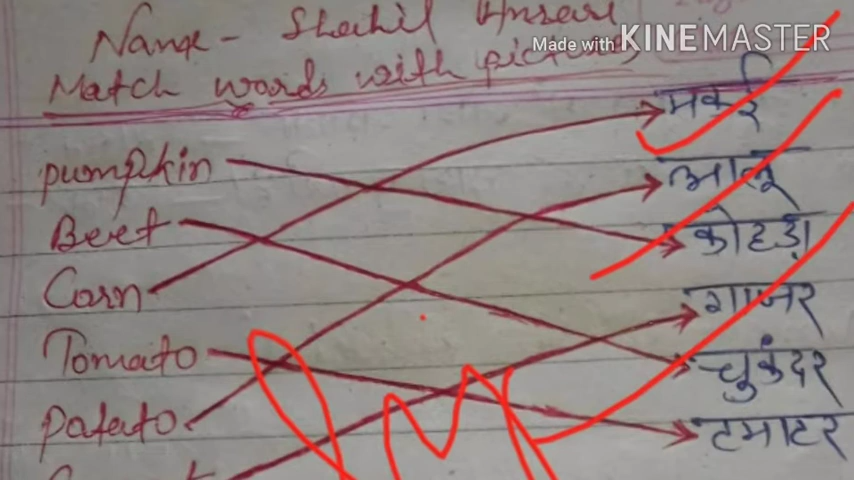 Name - Shahil Ansari
Made with KINEMASTER
Match words with pictures
pumpkin मकई
Beet आलू
Corn कोहड़ा
Tomato गाजर
Patato चुकंदर
टमाटर